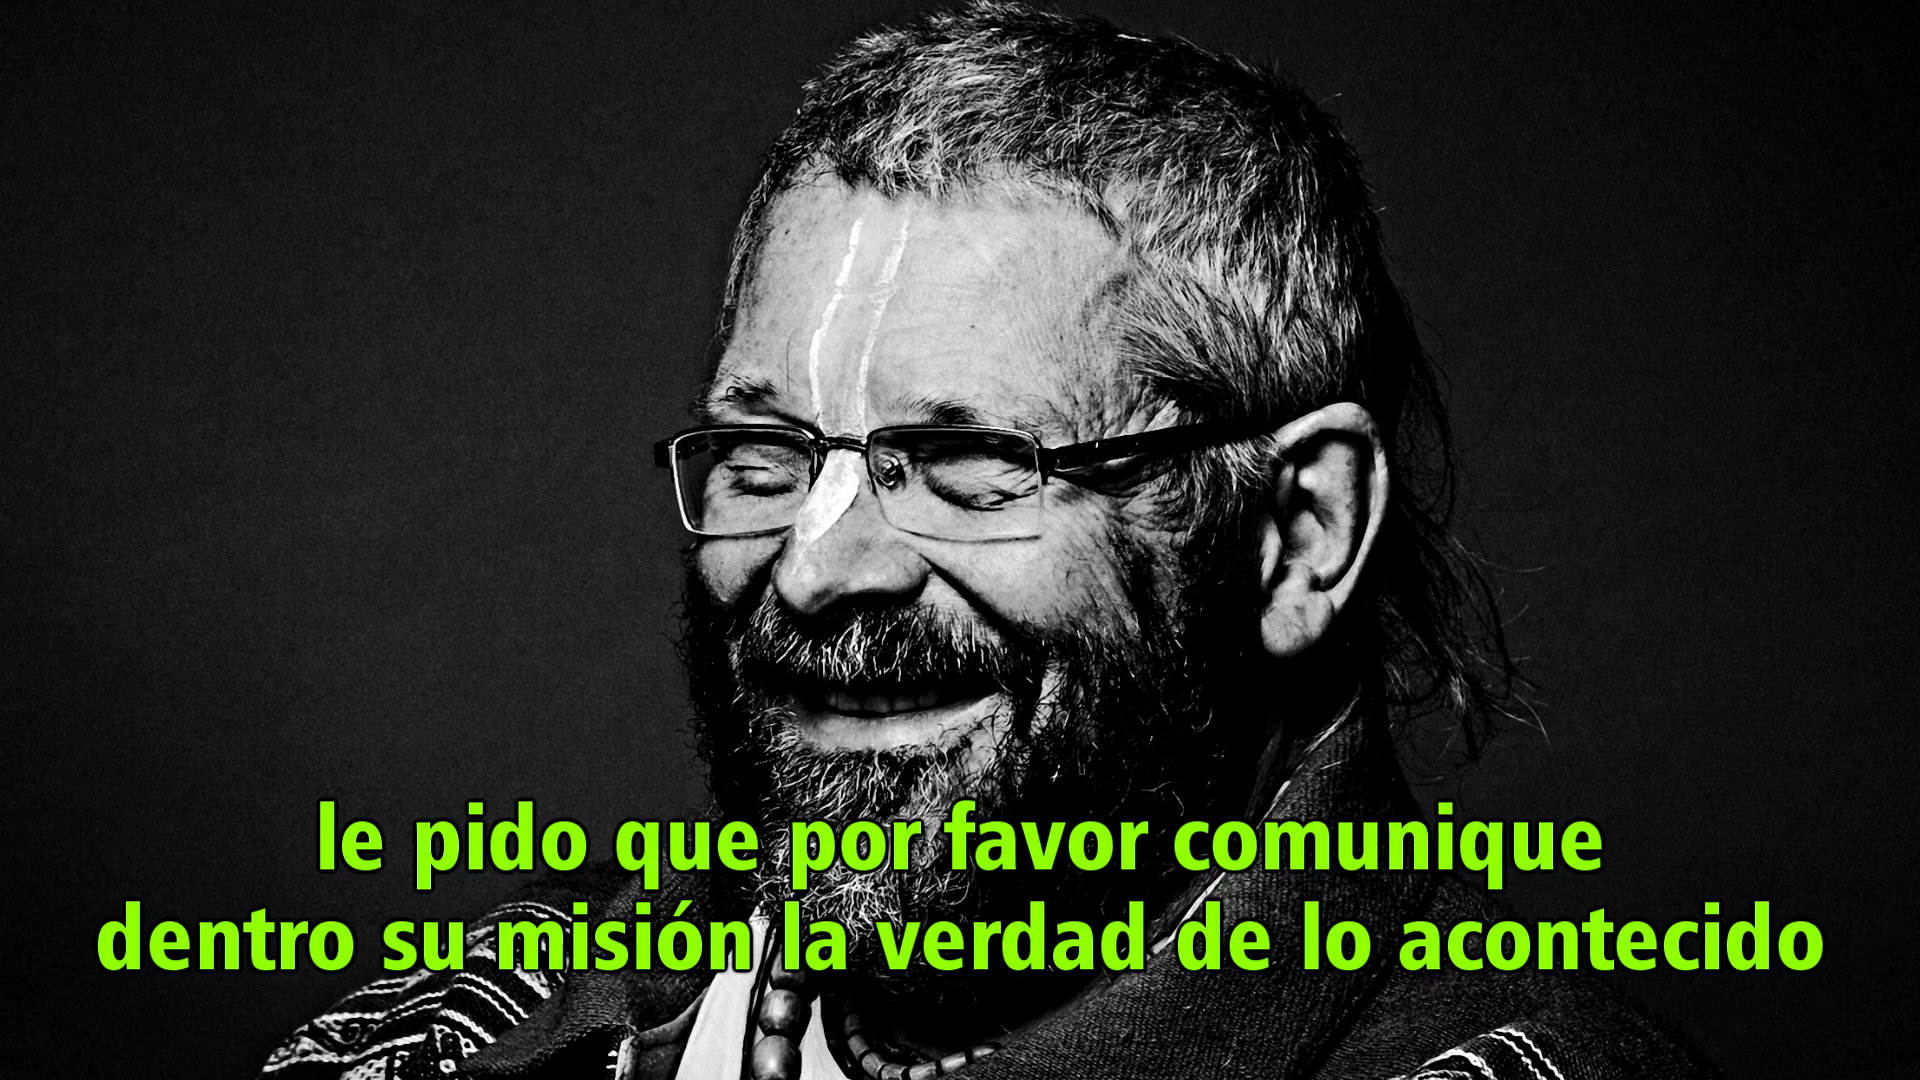 le pido que por favor comunique
dentro su misión la verdad de lo acontecido